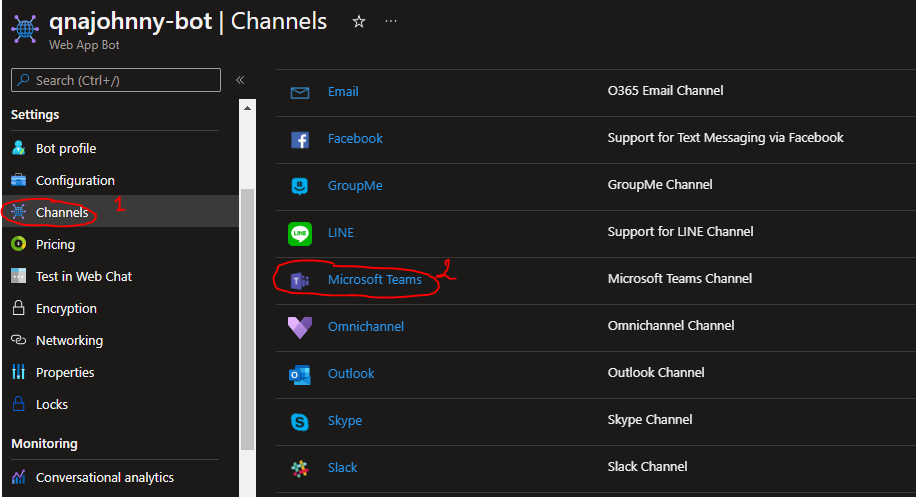 qnajohnny-bot | Channels
Web App Bot
Search (Ctrl+/)
Settings
Bot profile
Configuration
Channels 1
Pricing
Test in Web Chat
Encryption
Networking
Properties
Locks
Monitoring
Conversational analytics
Email O365 Email Channel
Facebook Support for Text Messaging via Facebook
GroupMe GroupMe Channel
LINE LINE Support for LINE Channel
Microsoft Teams 2 Microsoft Teams Channel
Omnichannel Omnichannel Channel
Outlook Outlook Channel
Skype Skype Channel
Slack Slack Channel